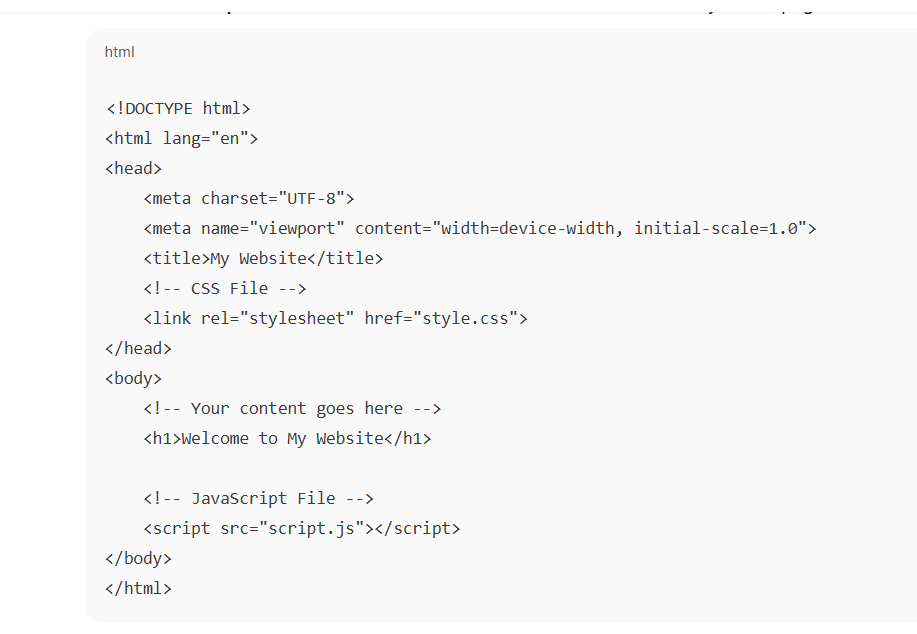 html
<!DOCTYPE html>
<html lang="en">
<head>
    <meta charset="UTF-8">
    <meta name="viewport" content="width=device-width, initial-scale=1.0">
    <title>My Website</title>
    <!-- CSS File -->
    <link rel="stylesheet" href="style.css">
</head>
<body>
    <!-- Your content goes here -->
    <h1>Welcome to My Website</h1>
    <!-- JavaScript File -->
    <script src="script.js"></script>
</body>
</html>